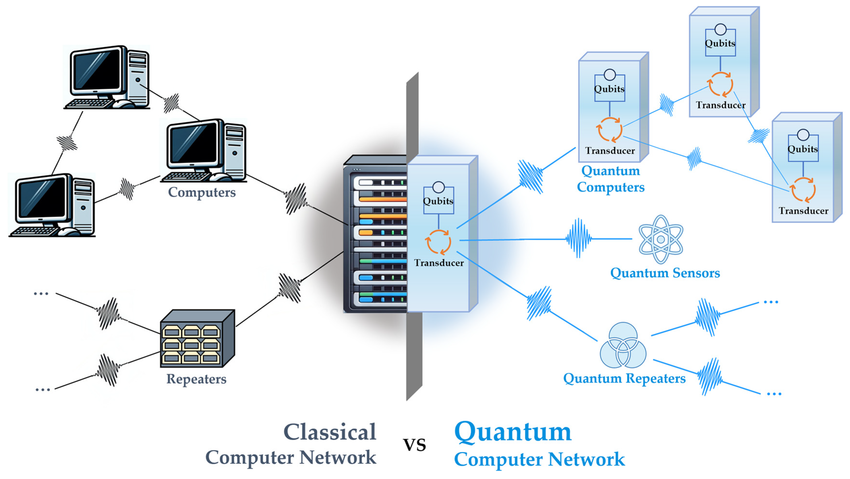 Qubits
Transducer
Qubits
Transducer
Qubits
Transducer
Quantum
Computers
Computers
Qubits
Transducer
Quantum Sensors
...
...
Repeaters
Quantum Repeaters
...
...
Classical
Computer Network
vs
Quantum
Computer Network